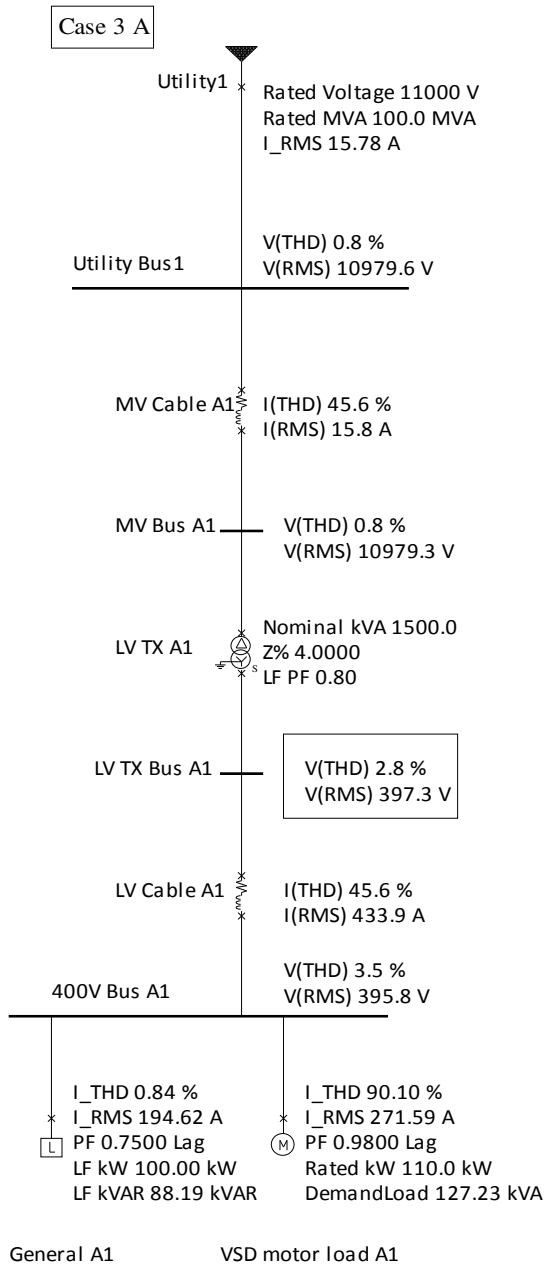 Case 3 A
Utility1
Rated Voltage 11000 V
Rated MVA 100.0 MVA
I_RMS 15.78 A
Utility Bus1
V(THD) 0.8 %
V(RMS) 10979.6 V
MV Cable A1
I(THD) 45.6 %
I(RMS) 15.8 A
MV Bus A1
V(THD) 0.8 %
V(RMS) 10979.3 V
LV TX A1
S
Nominal kVA 1500.0
Z% 4.0000
LF PF 0.80
LV TX Bus A1
V(THD) 2.8 %
V(RMS) 397.3 V
LV Cable A1
I(THD) 45.6 %
I(RMS) 433.9 A
400V Bus A1
V(THD) 3.5 %
V(RMS) 395.8 V
L
I_THD 0.84 %
I_RMS 194.62 A
PF 0.7500 Lag
LF kW 100.00 kW
LF kVAR 88.19 kVAR
M
I_THD 90.10 %
I_RMS 271.59 A
PF 0.9800 Lag
Rated kW 110.0 kW
DemandLoad 127.23 kVA
General A1
VSD motor load A1